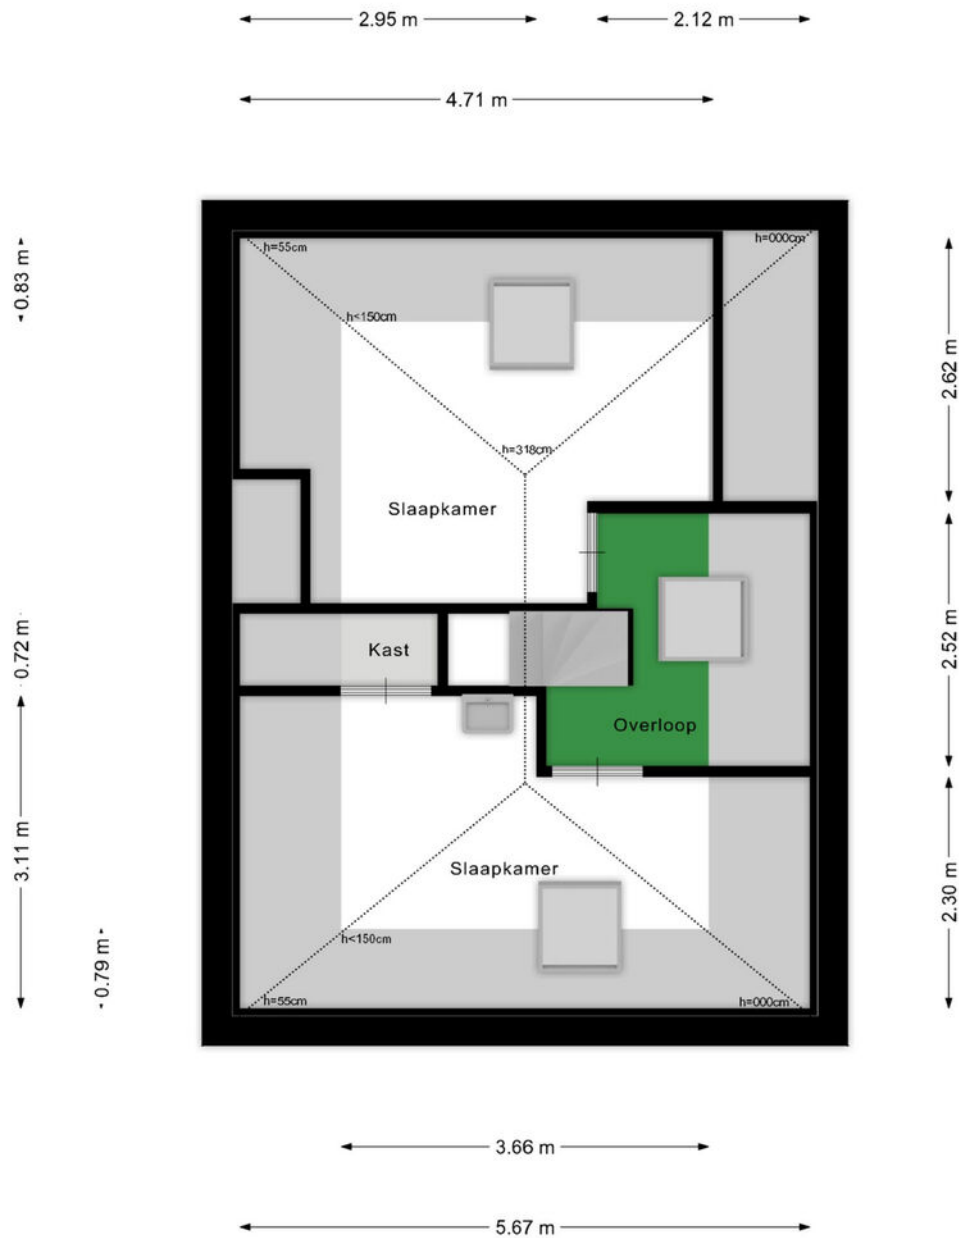 2.95 m
2.12 m
4.71 m
h=55cm
h=000cm
0.83 m
h<150cm
2.62 m
h=318cm
Slaapkamer
0.72 m
Kast
2.52 m
Overloop
3.11 m
Slaapkamer
2.30 m
h<150cm
0.79 m
h=55cm
h=000cm
3.66 m
5.67 m